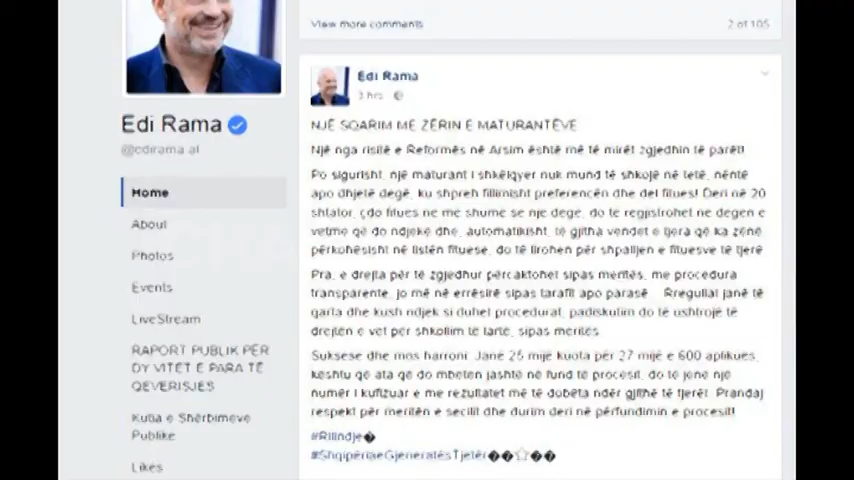 View more comments
2 of 105
Edi Rama
3 hrs
Edi Rama
@edirama.al
NJË SQARIM ME ZËRIN E MATURANTËVE
Një nga risitë e Reformës në Arsim është më të mirët zgjedhin të parët!
Home
Po sigurisht, një maturant i shkëlqyer nuk mund të shkojë në tetë, nëntë
apo dhjetë degë, ku shpreh fillimisht preferencën dhe del fitues! Deri në 20
shtator, çdo fitues në më shumë se një degë, do të regjistrohet në degën e
vetme që do ndjekë dhe, automatikisht, të gjitha vendet e tjera që ka zënë
përkohësisht në listën fituese, do të lirohen për shpalljen e fituesve të tjerë
About
Photos
Events
LiveStream
RAPORT PUBLIK PËR
DY VITET E PARA TË
QEVERISJES
Kutia e Shërbimeve
Publike
Likes
Pra, e drejta për të zgjedhur përcaktohet sipas meritës, me procedura
transparente, jo më në errësirë sipas tarafit apo parasë. Rregullat janë të
qarta dhe kush ndjek si duhet procedurat, padiskutim do të ushtrojë të
drejtën e vet për shkollim të lartë, sipas meritës.
Suksese dhe mos harroni. Janë 25 mijë kuota për 27 mijë e 600 aplikues,
kështu që ata që do mbeten jashtë në fund të procesit, do të jenë një
numër i kufizuar e me rezultatet më të dobëta ndër gjithë të tjerët. Prandaj
respekt për meritën e secilit dhe durim deri në përfundimin e procesit!
#Rilindje
#ShqipëriaeGjeneratësTjetër